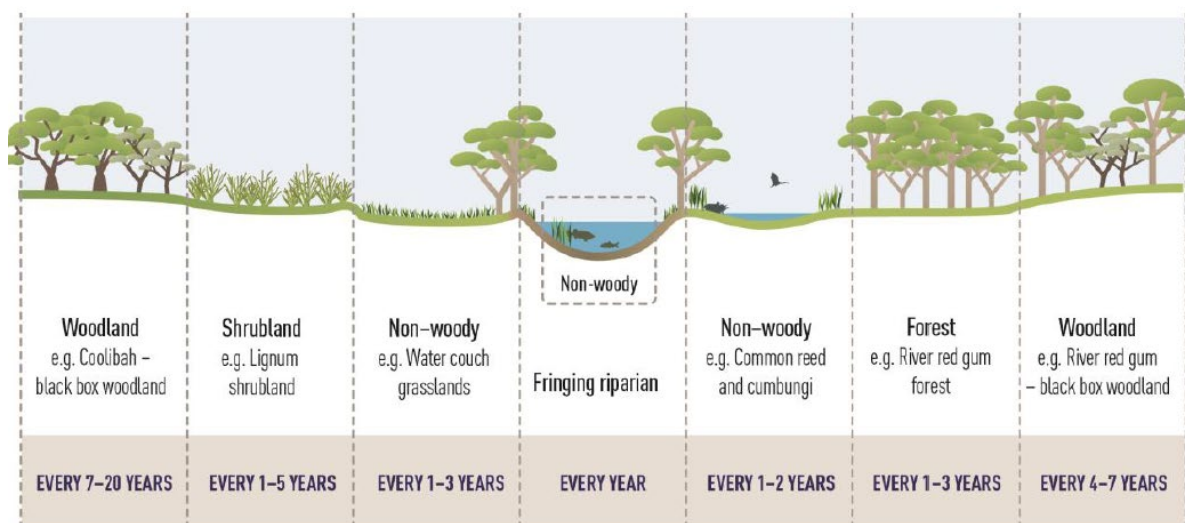 Non-woody
Woodland
e.g. Coolibah –
black box woodland
Shrubland
e.g. Lignum
shrubland
Non–woody
e.g. Water couch
grasslands
Fringing riparian
Non–woody
e.g. Common reed
and cumbungi
Forest
e.g. River red gum
forest
Woodland
e.g. River red gum
– black box woodland
EVERY 7–20 YEARS
EVERY 1–5 YEARS
EVERY 1–3 YEARS
EVERY YEAR
EVERY 1–2 YEARS
EVERY 1–3 YEARS
EVERY 4–7 YEARS